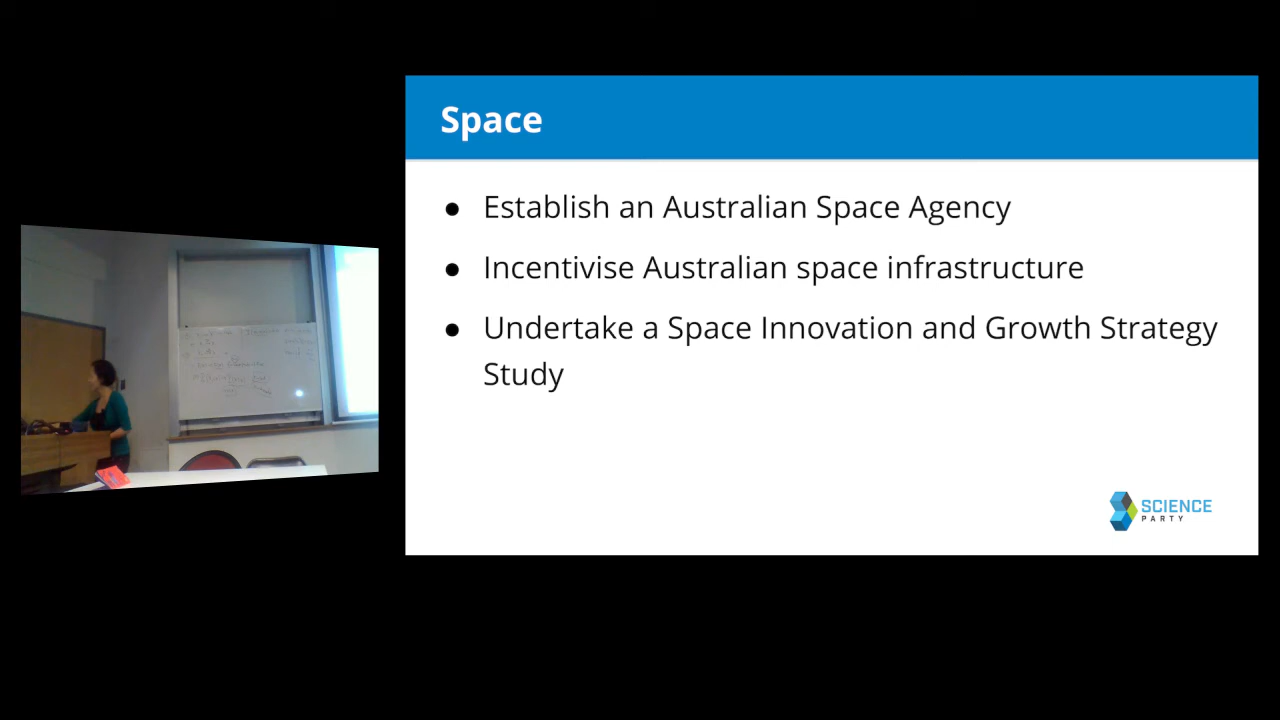 Space
● Establish an Australian Space Agency
● Incentivise Australian space infrastructure
● Undertake a Space Innovation and Growth Strategy
Study
SCIENCE
PARTY